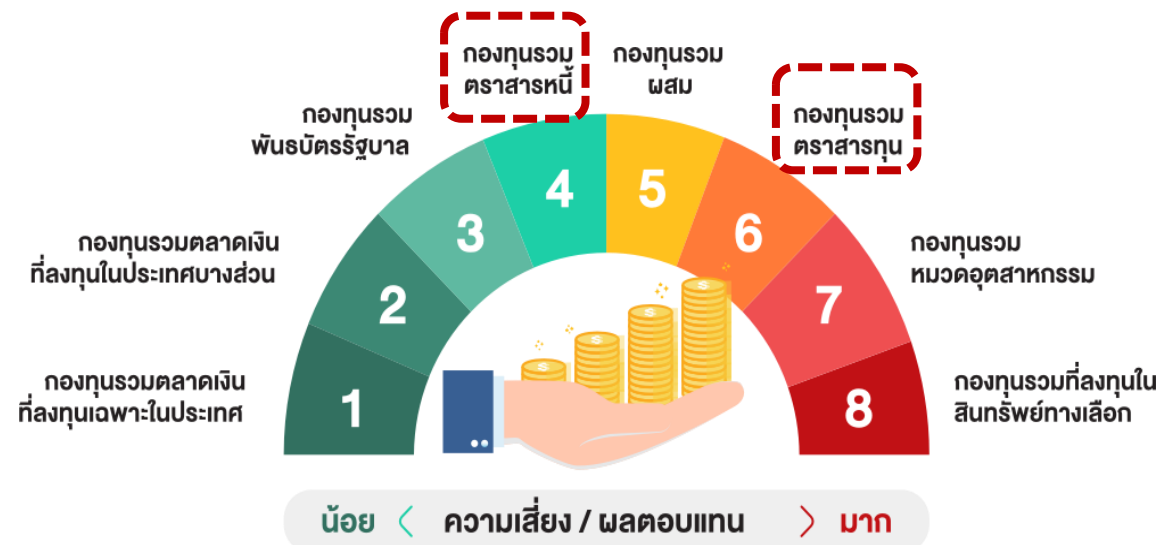 กองทุนรวม
ตราสารหนี้
กองทุนรวม
ผสม
กองทุนรวม
พันธบัตรรัฐบาล
กองทุนรวม
ตราสารทุน
กองทุนรวมตลาดเงิน
ที่ลงทุนในประเทศบางส่วน
กองทุนรวม
หมวดอุตสาหกรรม
กองทุนรวมตลาดเงิน
ที่ลงทุนเฉพาะในประเทศ
กองทุนรวมที่ลงทุนใน
สินทรัพย์ทางเลือก
1
2
3
4
5
6
7
8
$
$
$
$
น้อย < ความเสี่ยง / ผลตอบแทน > มาก